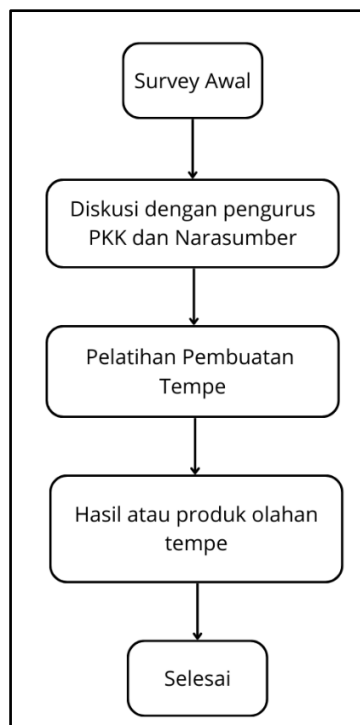 Survey Awal
Diskusi dengan pengurus
PKK dan Narasumber
Pelatihan Pembuatan
Tempe
Hasil atau produk olahan
tempe
Selesai